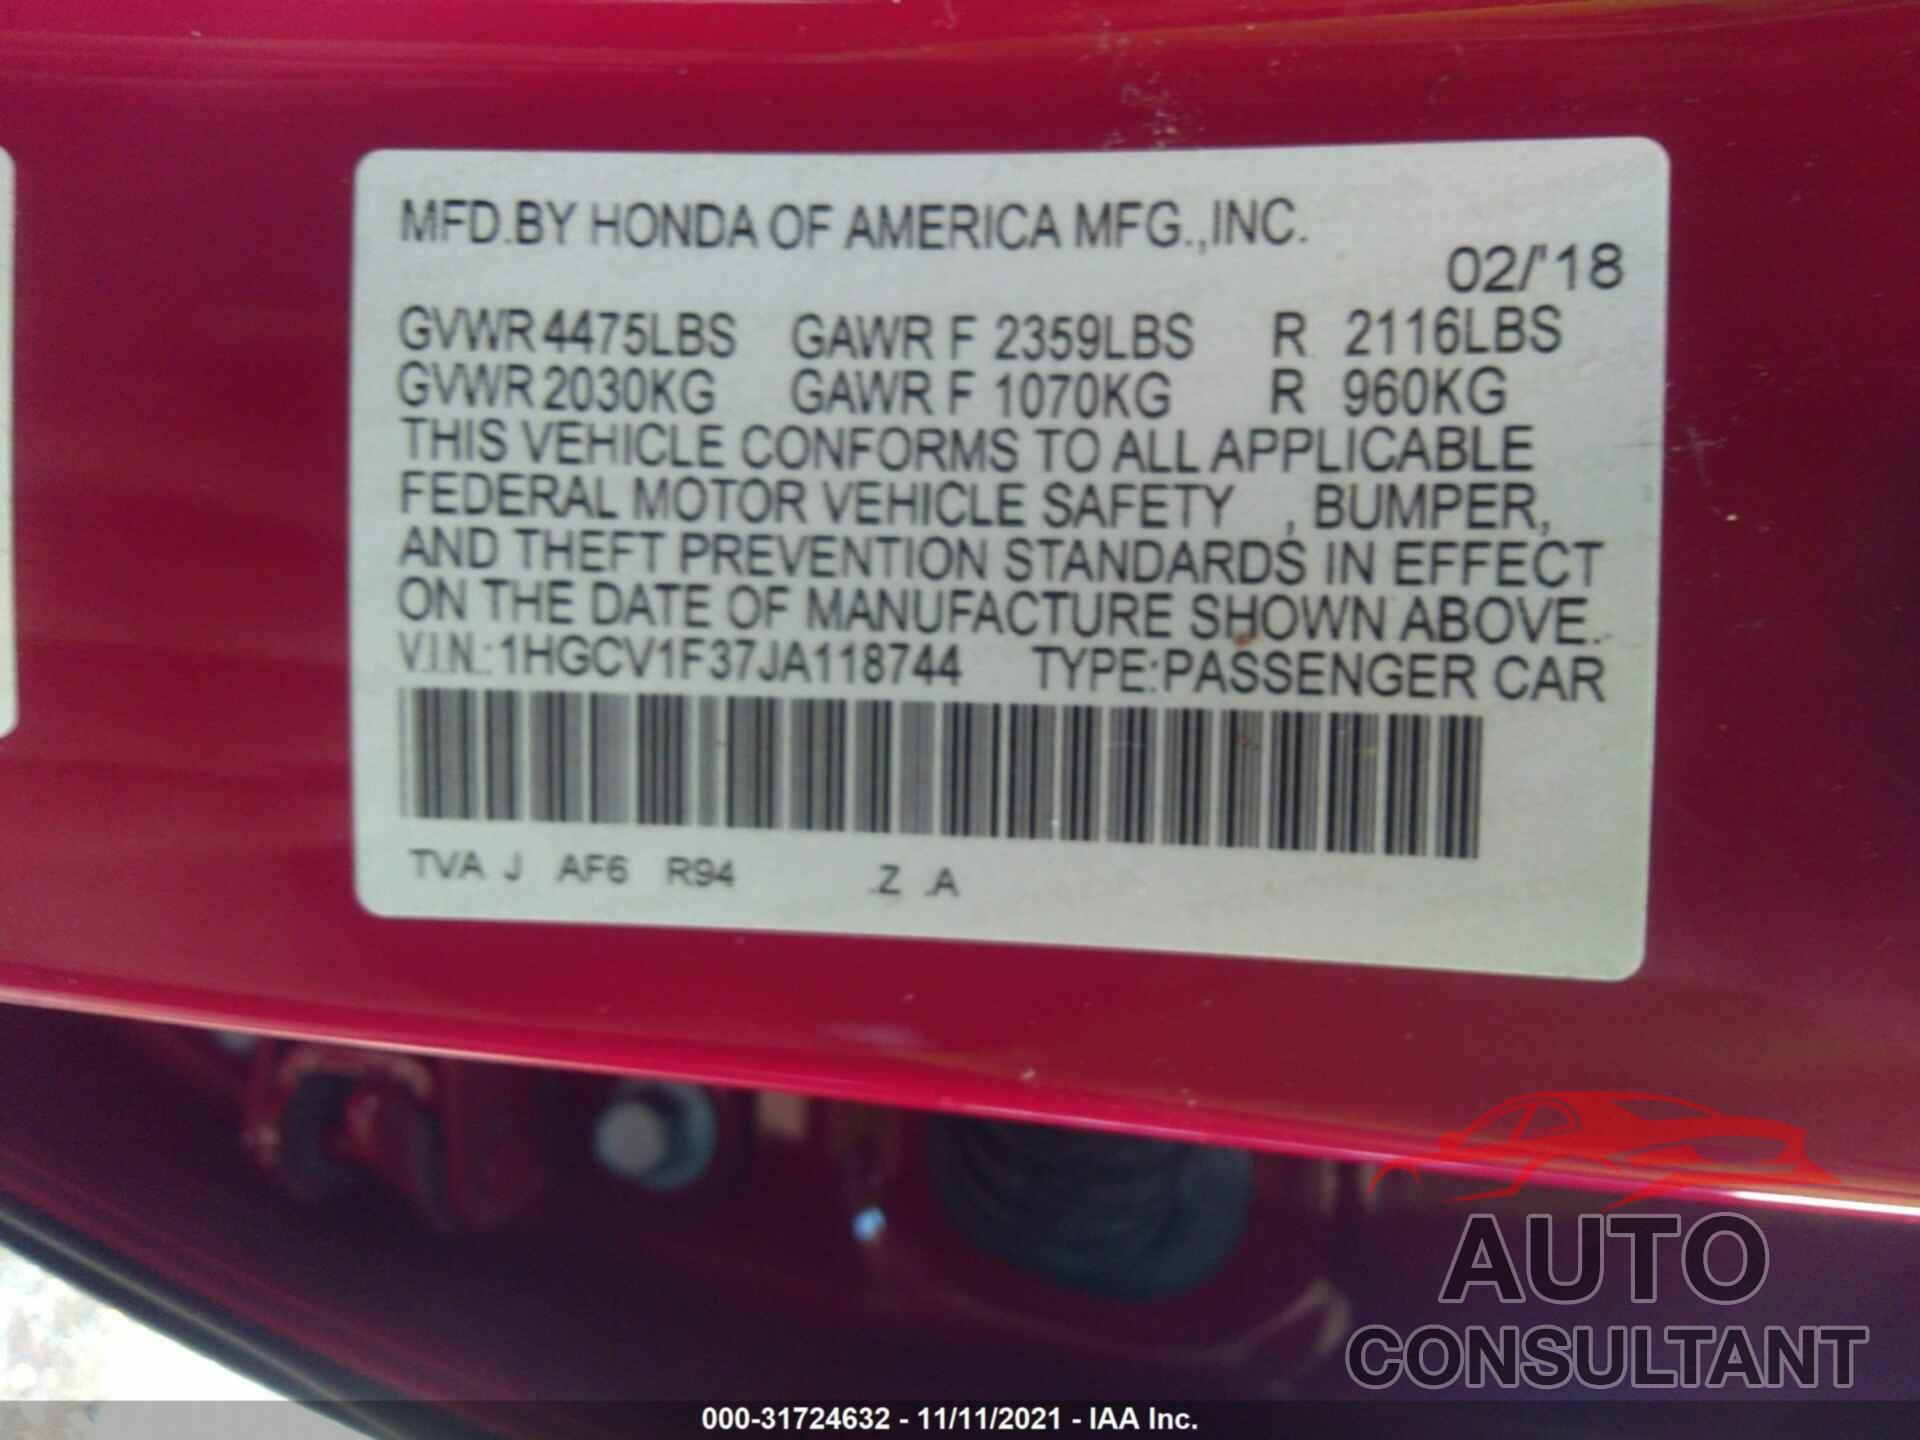 MFD.BY HONDA OF AMERICA MFG.,INC.
02/'18
GVWR 4475LBS GAWR F 2359LBS R 2116LBS
GVWR 2030KG GAWR F 1070KG R 960KG
THIS VEHICLE CONFORMS TO ALL APPLICABLE
FEDERAL MOTOR VEHICLE SAFETY , BUMPER,
AND THEFT PREVENTION STANDARDS IN EFFECT
ON THE DATE OF MANUFACTURE SHOWN ABOVE.
V.I.N.: 1HGCV1F37JA118744 TYPE:PASSENGER CAR
TVA J AF6 R94 .Z .A
AUTO
CONSULTANT
000-31724632 - 11/11/2021 - IAA Inc.